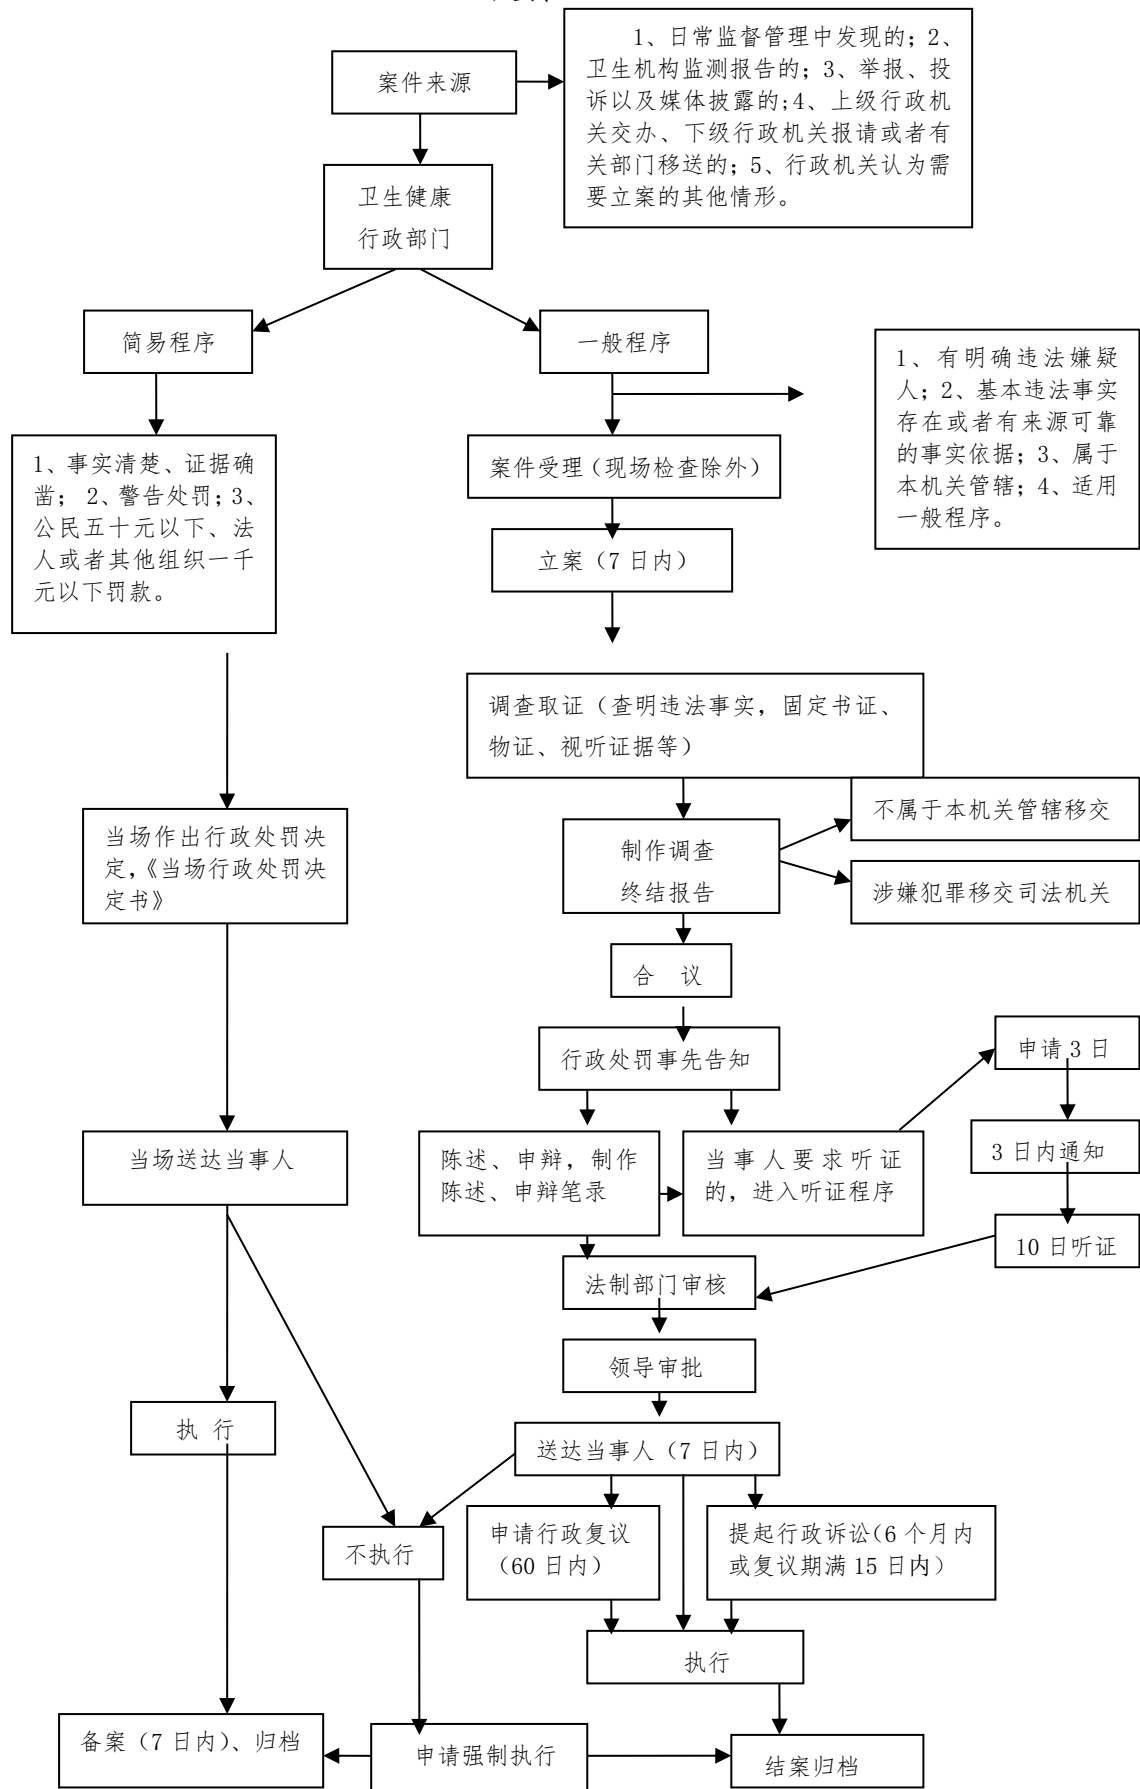 案件来源
1、日常监督管理中发现的；2、
卫生机构监测报告的；3、举报、投
诉以及媒体披露的;4、上级行政机
关交办、下级行政机关报请或者有
关部门移送的；5、行政机关认为需
要立案的其他情形。
卫生健康
行政部门
简易程序
一般程序
1、有明确违法嫌疑
人；2、基本违法事实
存在或者有来源可靠
的事实依据；3、属于
本机关管辖；4、适用
一般程序。
1、事实清楚、证据确
凿； 2、警告处罚；3、
公民五十元以下、法
人或者其他组织一千
元以下罚款。
案件受理（现场检查除外）
立案（7 日内）
调查取证（查明违法事实，固定书证、
物证、视听证据等）
不属于本机关管辖移交
当场作出行政处罚决
定，《当场行政处罚决
定书》
制作调查
终结报告
涉嫌犯罪移交司法机关
合 议
行政处罚事先告知
申请 3 日
当场送达当事人
陈述、申辩，制作
陈述、申辩笔录
当事人要求听证
的，进入听证程序
3 日内通知
10 日听证
法制部门审核
领导审批
执 行
送达当事人（7 日内）
不执行
申请行政复议
（60 日内）
提起行政诉讼（6 个月内
或复议期满 15 日内）
执行
备案（7 日内）、归档
申请强制执行
结案归档